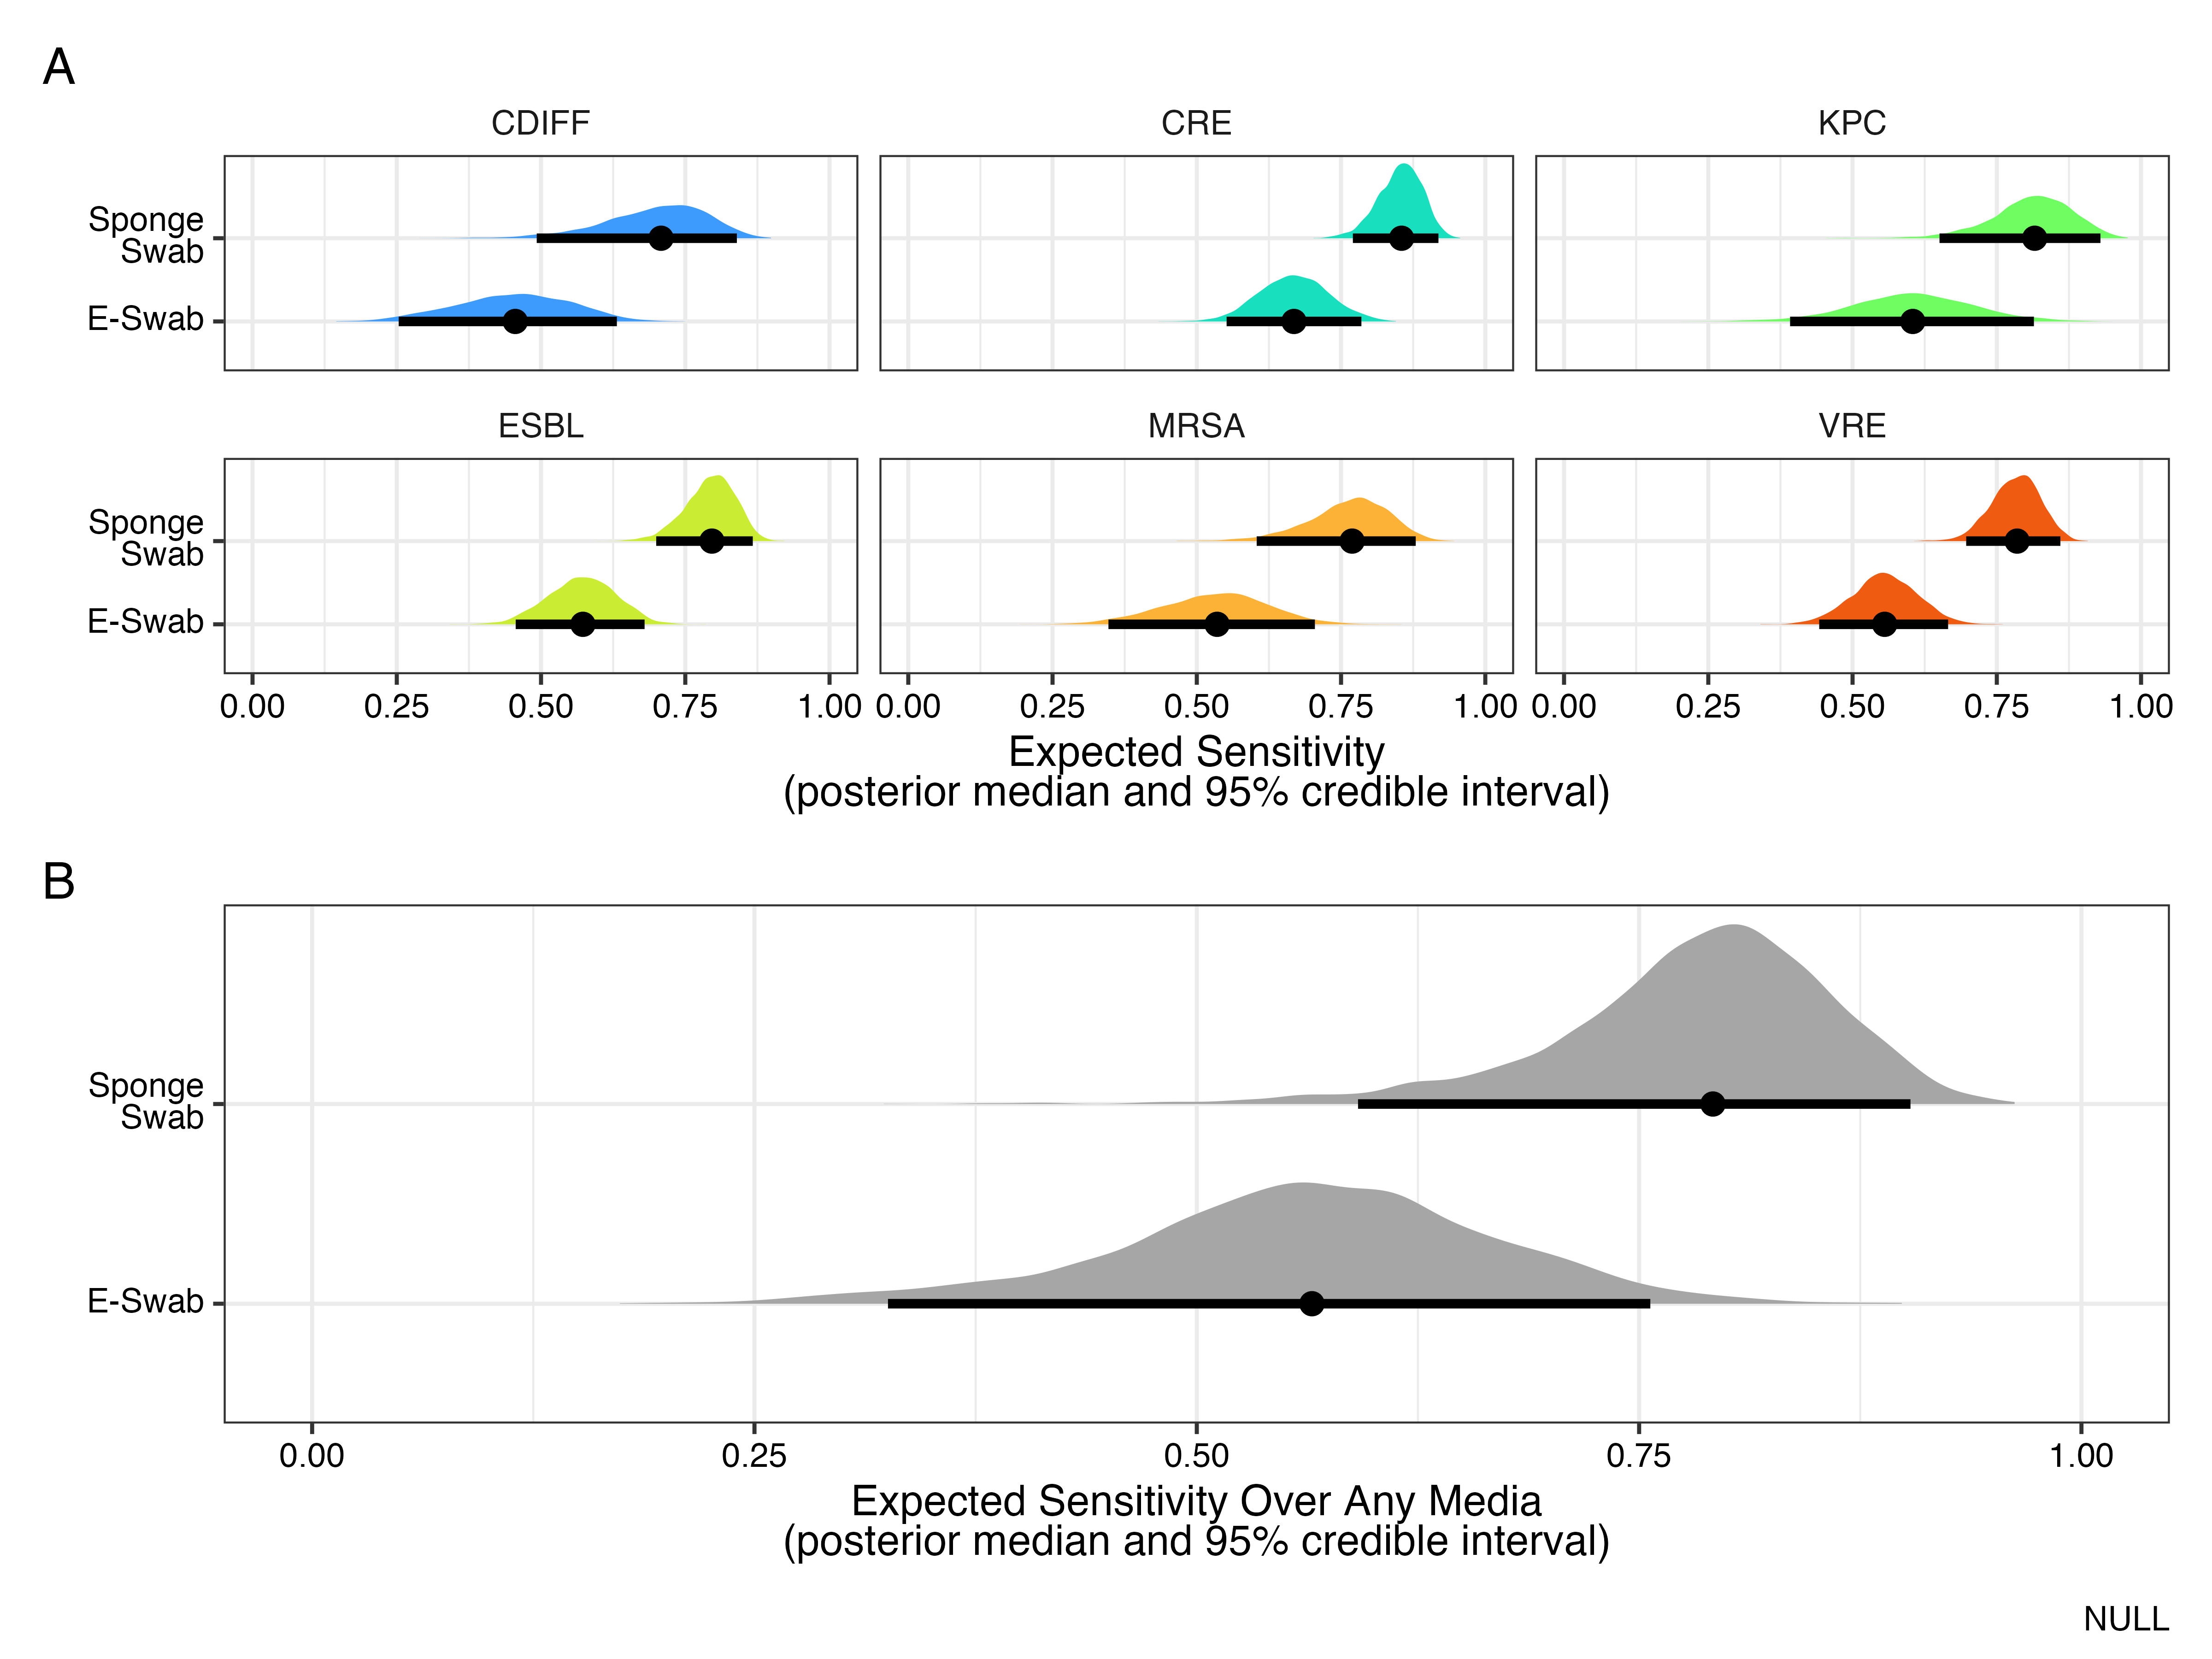 A
CDIFF
CRE
KPC
Sponge
Swab
E-Swab
ESBL
MRSA
VRE
Sponge
Swab
E-Swab
0.00 0.25 0.50 0.75 1.00 0.00 0.25 0.50 0.75 1.00 0.00 0.25 0.50 0.75 1.00
Expected Sensitivity
(posterior median and 95% credible interval)
B
Sponge
Swab
E-Swab
0.00 0.25 0.50 0.75 1.00
Expected Sensitivity Over Any Media
(posterior median and 95% credible interval)
NULL